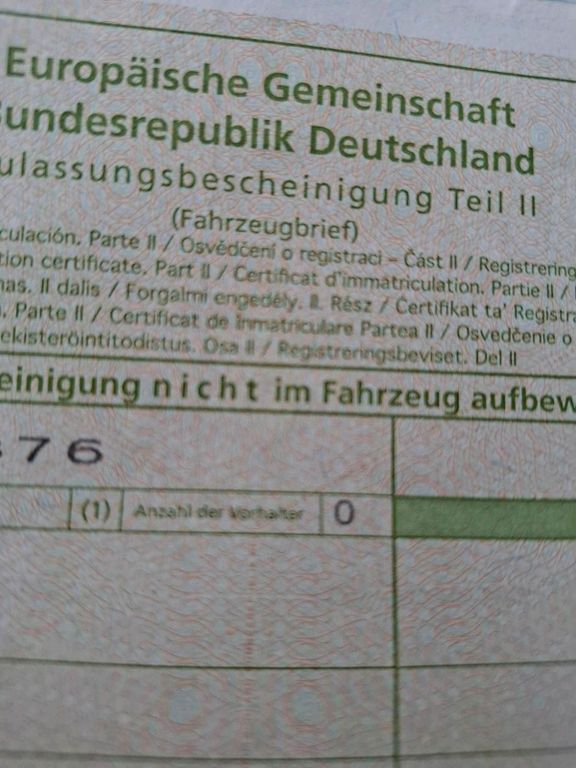 Europäische Gemeinschaft
Bundesrepublik Deutschland
ulassungsbescheinigung Teil II
(Fahrzeugbrief)
culación. Parte II / Osvědčení o registraci – Část II / Registrering
tion certificate. Part II / Certificat d'immatriculation. Partie II /
mas. II dalis / Forgalmi engedély. II. Rész / Ċertifikat ta' Registra
. Parte II / Certificat de Înmatriculare Partea II / Osvedčenie o
ekisteröintitodistus. Osa II / Registreringsbeviset. Del II
einigung nicht im Fahrzeug aufbew
76
(1) Anzahl der Vorhalter 0